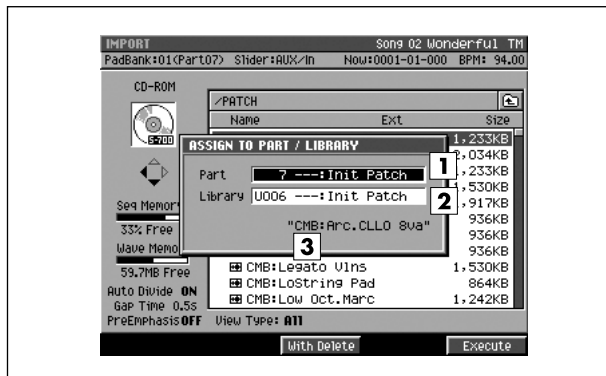 IMPORT Song 02 Wonderful TM
PadBank:01(Part07) Slider:AUX/In Now:0001-01-000 BPM: 94.00
CD-ROM
/PATCH
Name Ext Size
S-700
1,233KB
ASSIGN TO PART / LIBRARY
2,034KB
Part 7 ---:Init Patch 1
1,233KB
1,530KB
Library U006 ---:Init Patch 2
,917KB
Seq Memor
"CMB:Arc.CLLO 8va"
936KB
33% Free
3
936KB
Wave Memo
936KB
59.7MB Free
CMB:Legato Vlns 1,530KB
CMB:LoString Pad 864KB
Auto Divide ON
CMB:Low Oct.Marc 1,242KB
Gap Time 0.5s
PreEmphasis OFF View Type: All
With Delete Execute